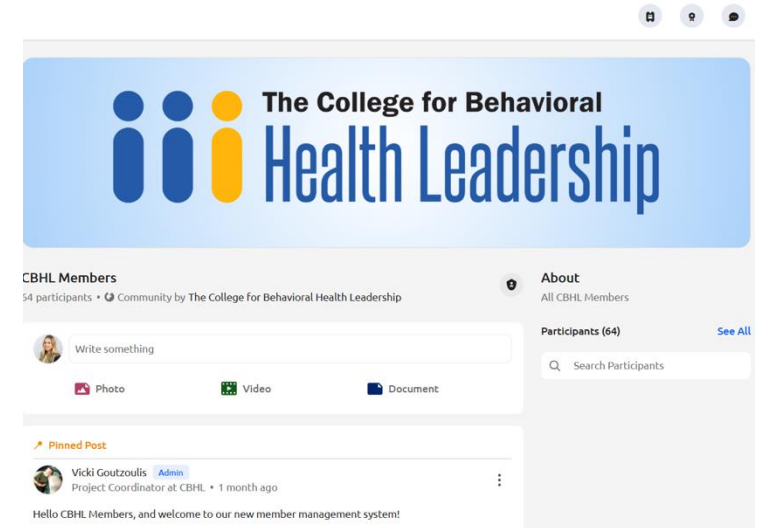 The College for Behavioral
Health Leadership
CBHL Members
64 participants • Community by The College for Behavioral Health Leadership
Write something
Photo
Video
Document
Pinned Post
Vicki Goutzoulis Admin
Project Coordinator at CBHL • 1 month ago
Hello CBHL Members, and welcome to our new member management system!
About
All CBHL Members
Participants (64) See All
Search Participants